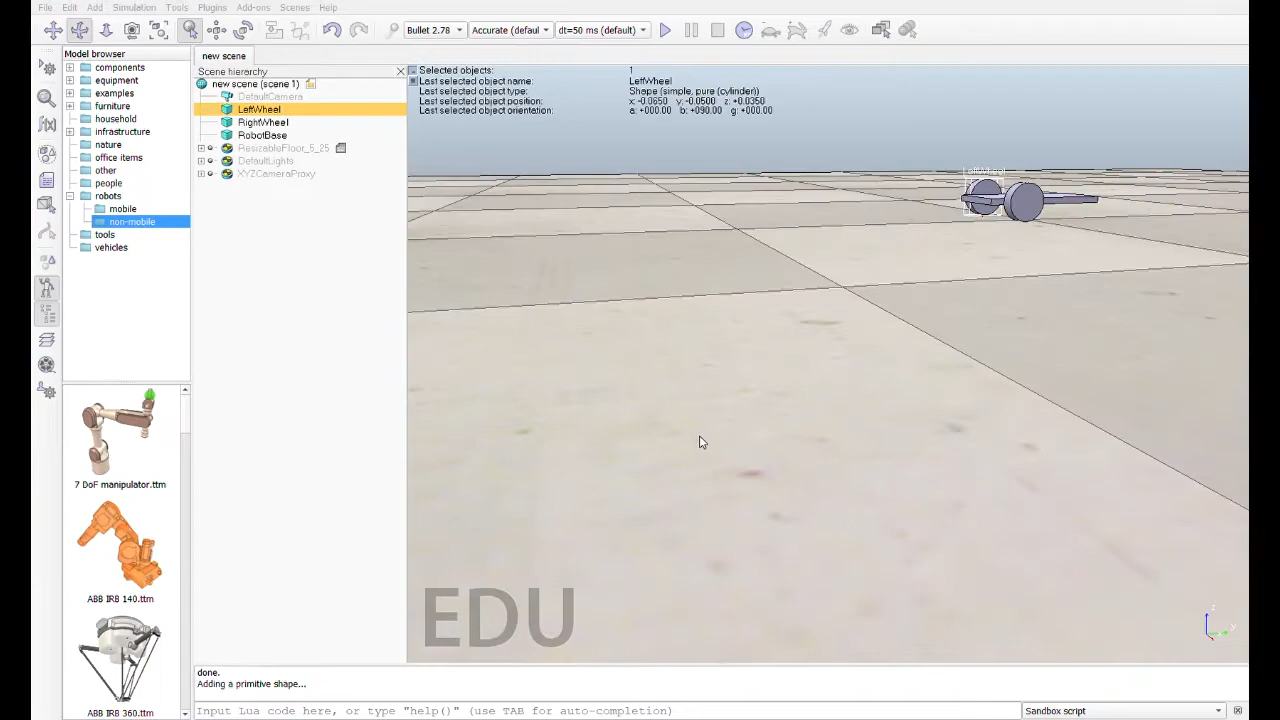 File Edit Add Simulation Tools Plugins Add-ons Scenes Help
Bullet 2.78 Accurate (defaul dt=50 ms (default)
Model browser
components
equipment
examples
furniture
household
infrastructure
nature
office items
other
people
robots
mobile
non-mobile
tools
vehicles
7 DoF manipulator.ttm
ABB IRB 140.ttm
ABB IRB 360.ttm
new scene
Scene hierarchy
new scene (scene 1)
DefaultCamera
LeftWheel
RightWheel
RobotBase
ResizableFloor_5_25
DefaultLights
XYZCameraProxy
Selected objects: 1
Last selected object name: LeftWheel
Last selected object type: Shape (simple, pure (cylinder))
Last selected object position: x: -0.0650 y: -0.0500 z: +0.0350
Last selected object orientation: a: +000.00 b: +090.00 g: +000.00
LeftWheel
EDU
z
y
done.
Adding a primitive shape...
Input Lua code here, or type "help()" (use TAB for auto-completion)
Sandbox script